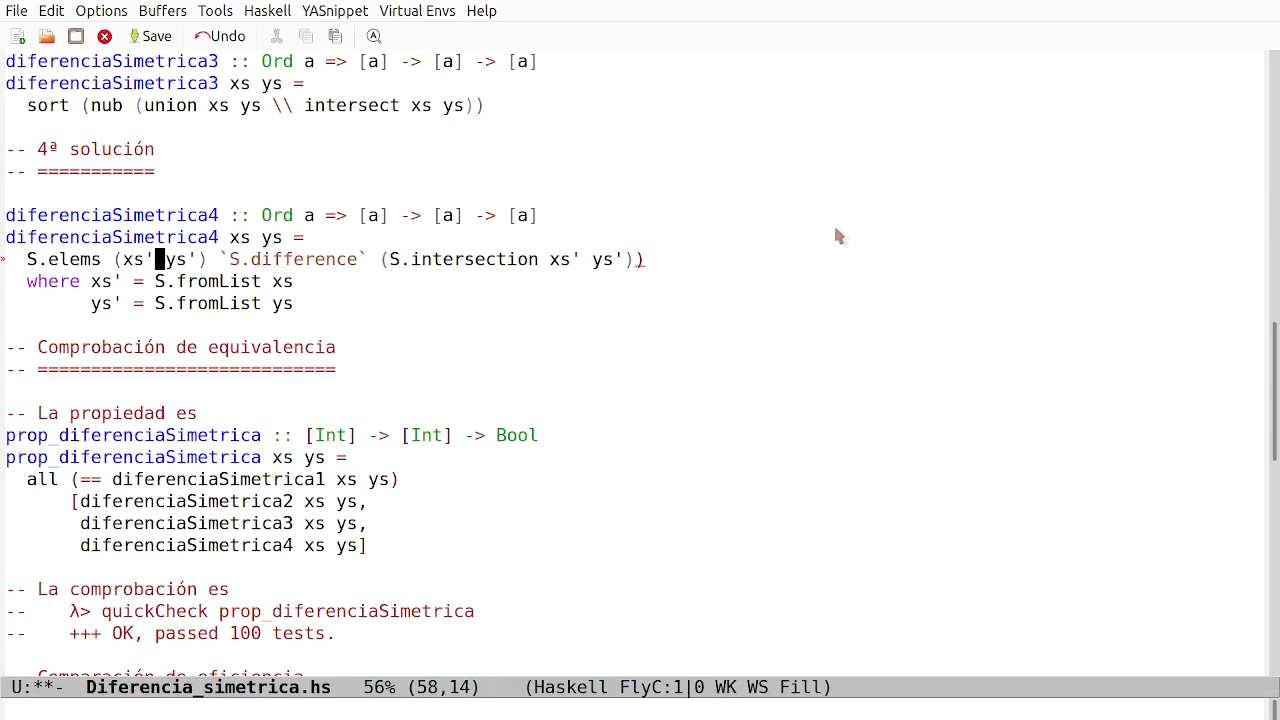 File Edit Options Buffers Tools Haskell YASnippet Virtual Envs Help
Save Undo
diferenciaSimetrica3 :: Ord a => [a] -> [a] -> [a]
diferenciaSimetrica3 xs ys =
  sort (nub (union xs ys \\ intersect xs ys))
-- 4ª solución
-- ===========
diferenciaSimetrica4 :: Ord a => [a] -> [a] -> [a]
diferenciaSimetrica4 xs ys =
» S.elems (xs' ys') `S.difference` (S.intersection xs' ys'))
  where xs' = S.fromList xs
        ys' = S.fromList ys
-- Comprobación de equivalencia
-- ============================
-- La propiedad es
prop_diferenciaSimetrica :: [Int] -> [Int] -> Bool
prop_diferenciaSimetrica xs ys =
  all (== diferenciaSimetrica1 xs ys)
      [diferenciaSimetrica2 xs ys,
       diferenciaSimetrica3 xs ys,
       diferenciaSimetrica4 xs ys]
-- La comprobación es
--    λ> quickCheck prop_diferenciaSimetrica
--    +++ OK, passed 100 tests.
-- Comparación de eficiencia
U:**-  Diferencia_simetrica.hs   56% (58,14)    (Haskell FlyC:1|0 WK WS Fill)